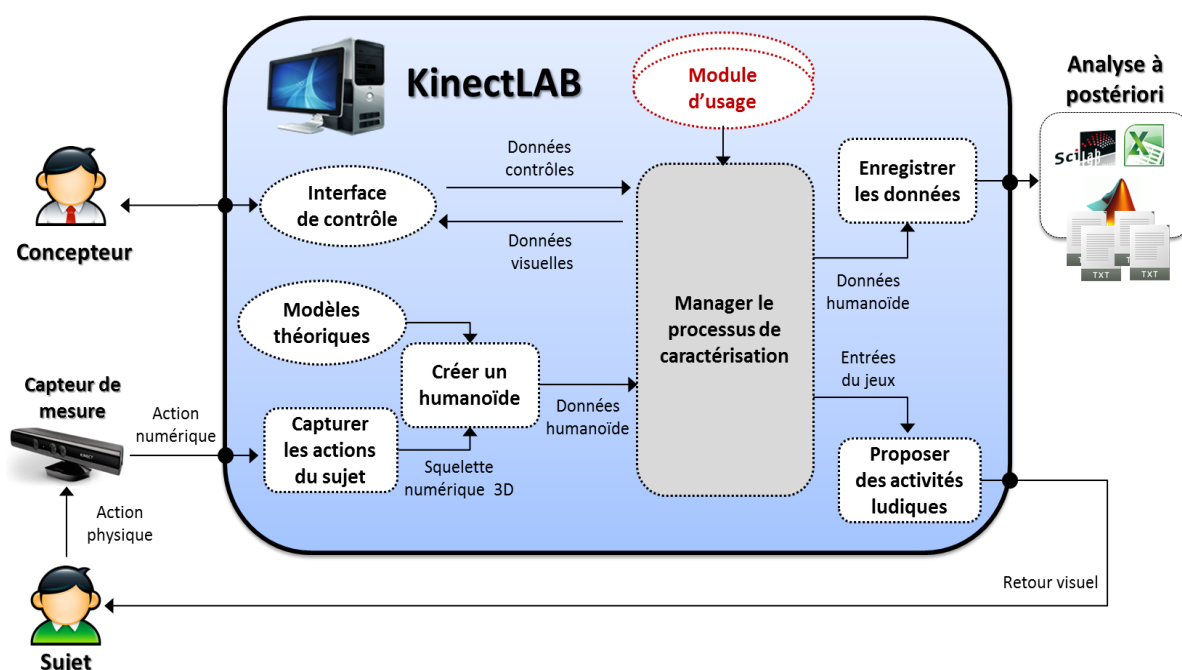 KinectLAB
Module
d'usage
Analyse à
postériori
Scilab
TXT
TXT
TXT
Concepteur
Interface
de contrôle
Données
contrôles
Données
visuelles
Enregistrer
les données
Données
humanoïde
Manager le
processus de
caractérisation
Modèles
théoriques
Créer un
humanoïde
Données
humanoïde
Entrées
du jeux
Capteur de
mesure
KINECT
Action
numérique
Capturer
les actions
du sujet
Squelette
numérique 3D
Proposer
des activités
ludiques
Action
physique
Retour visuel
Sujet